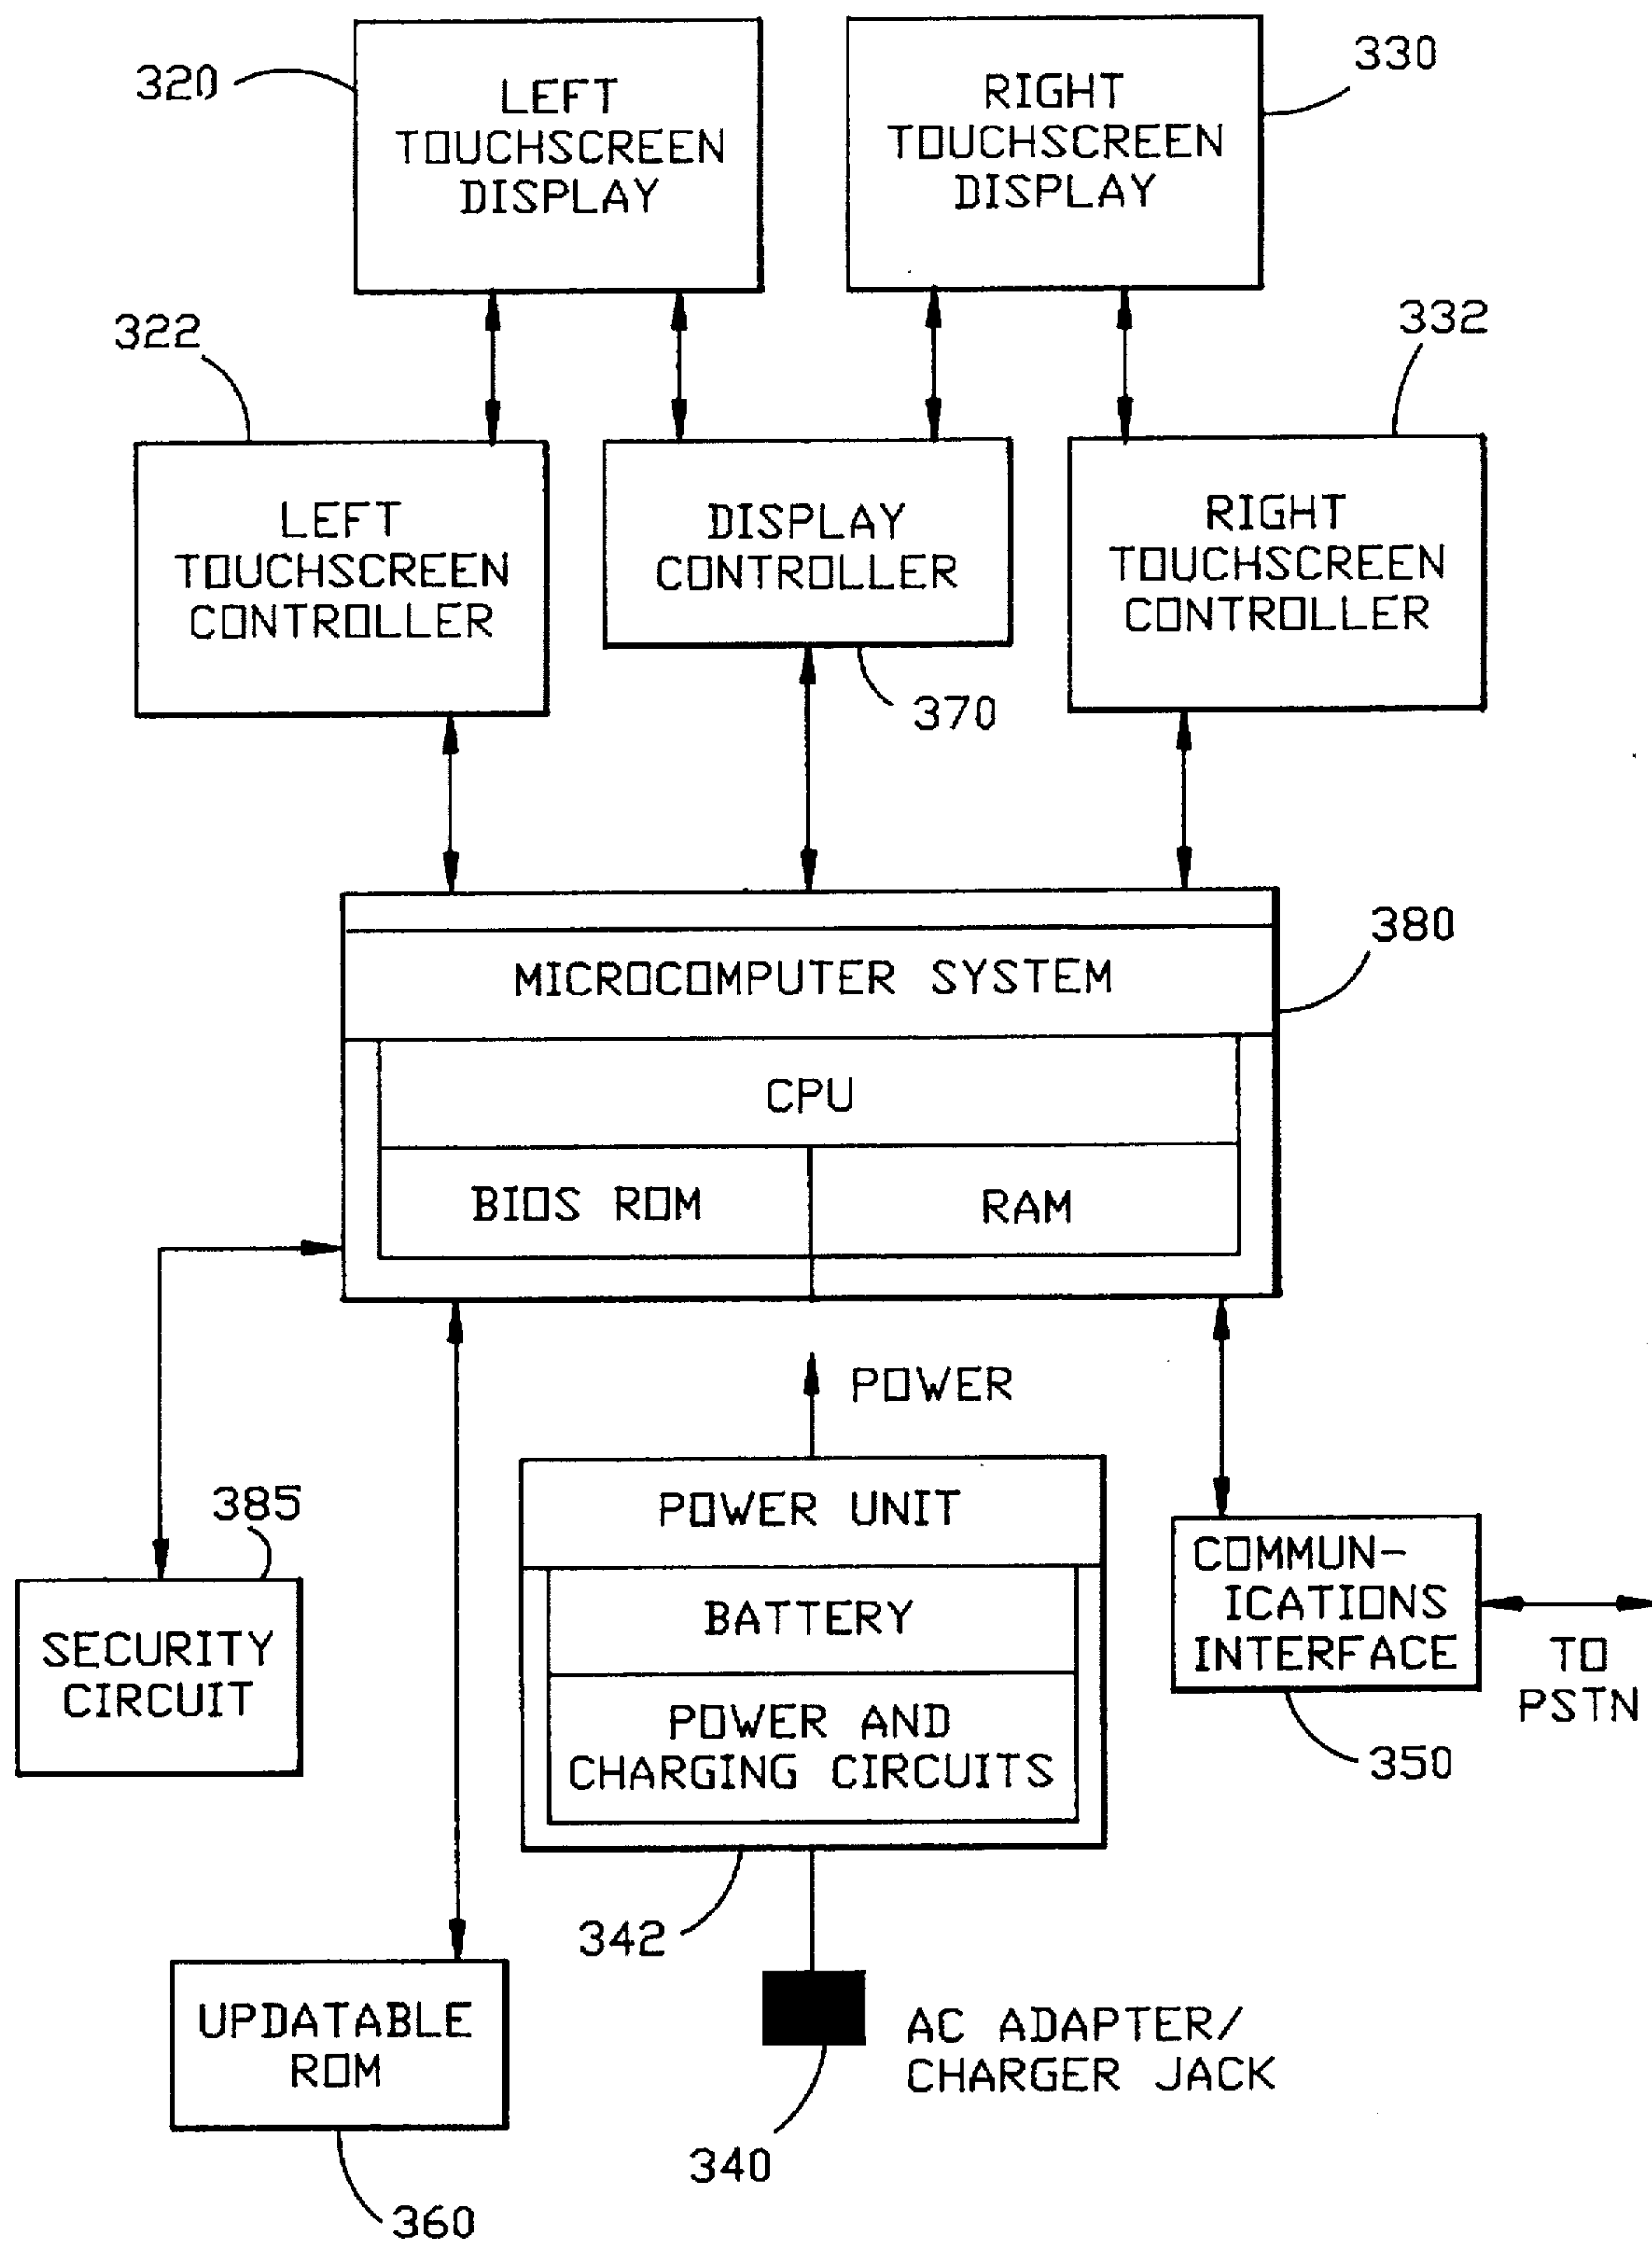 320
LEFT
TOUCHSCREEN
DISPLAY
RIGHT
TOUCHSCREEN
DISPLAY
330
322
332
LEFT
TOUCHSCREEN
CONTROLLER
DISPLAY
CONTROLLER
370
RIGHT
TOUCHSCREEN
CONTROLLER
380
MICROCOMPUTER SYSTEM
CPU
BIOS ROM
RAM
POWER
385
SECURITY
CIRCUIT
POWER UNIT
BATTERY
POWER AND
CHARGING CIRCUITS
342
COMMUN-
ICATIONS
INTERFACE
350
TO
PSTN
UPDATABLE
ROM
360
AC ADAPTER/
CHARGER JACK
340